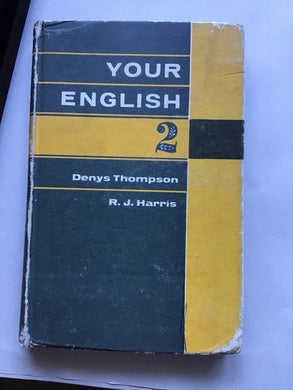 YOUR
ENGLISH
2
Denys Thompson
R. J. Harris